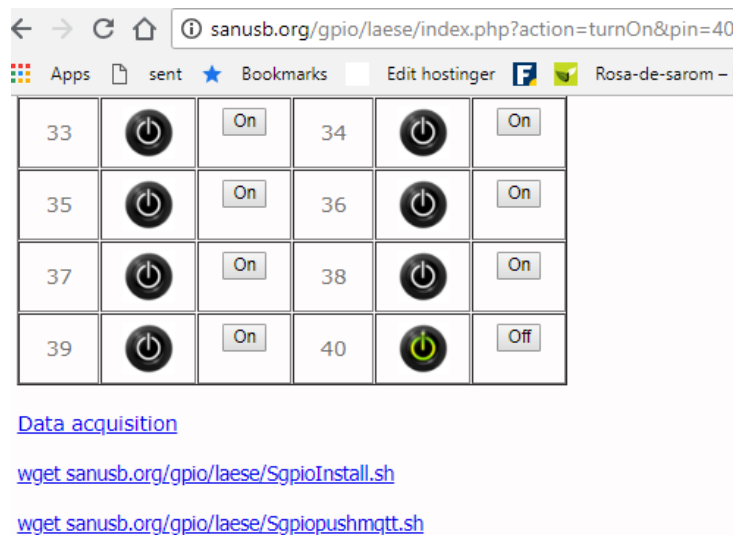 sanusb.org/gpio/laese/index.php?action=turnOn&pin=40
Apps sent Bookmarks Edit hostinger Rosa-de-sarom –
33 On 34 On
35 On 36 On
37 On 38 On
39 On 40 Off
Data acquisition
wget sanusb.org/gpio/laese/SgpioInstall.sh
wget sanusb.org/gpio/laese/Sgpiopushmqtt.sh